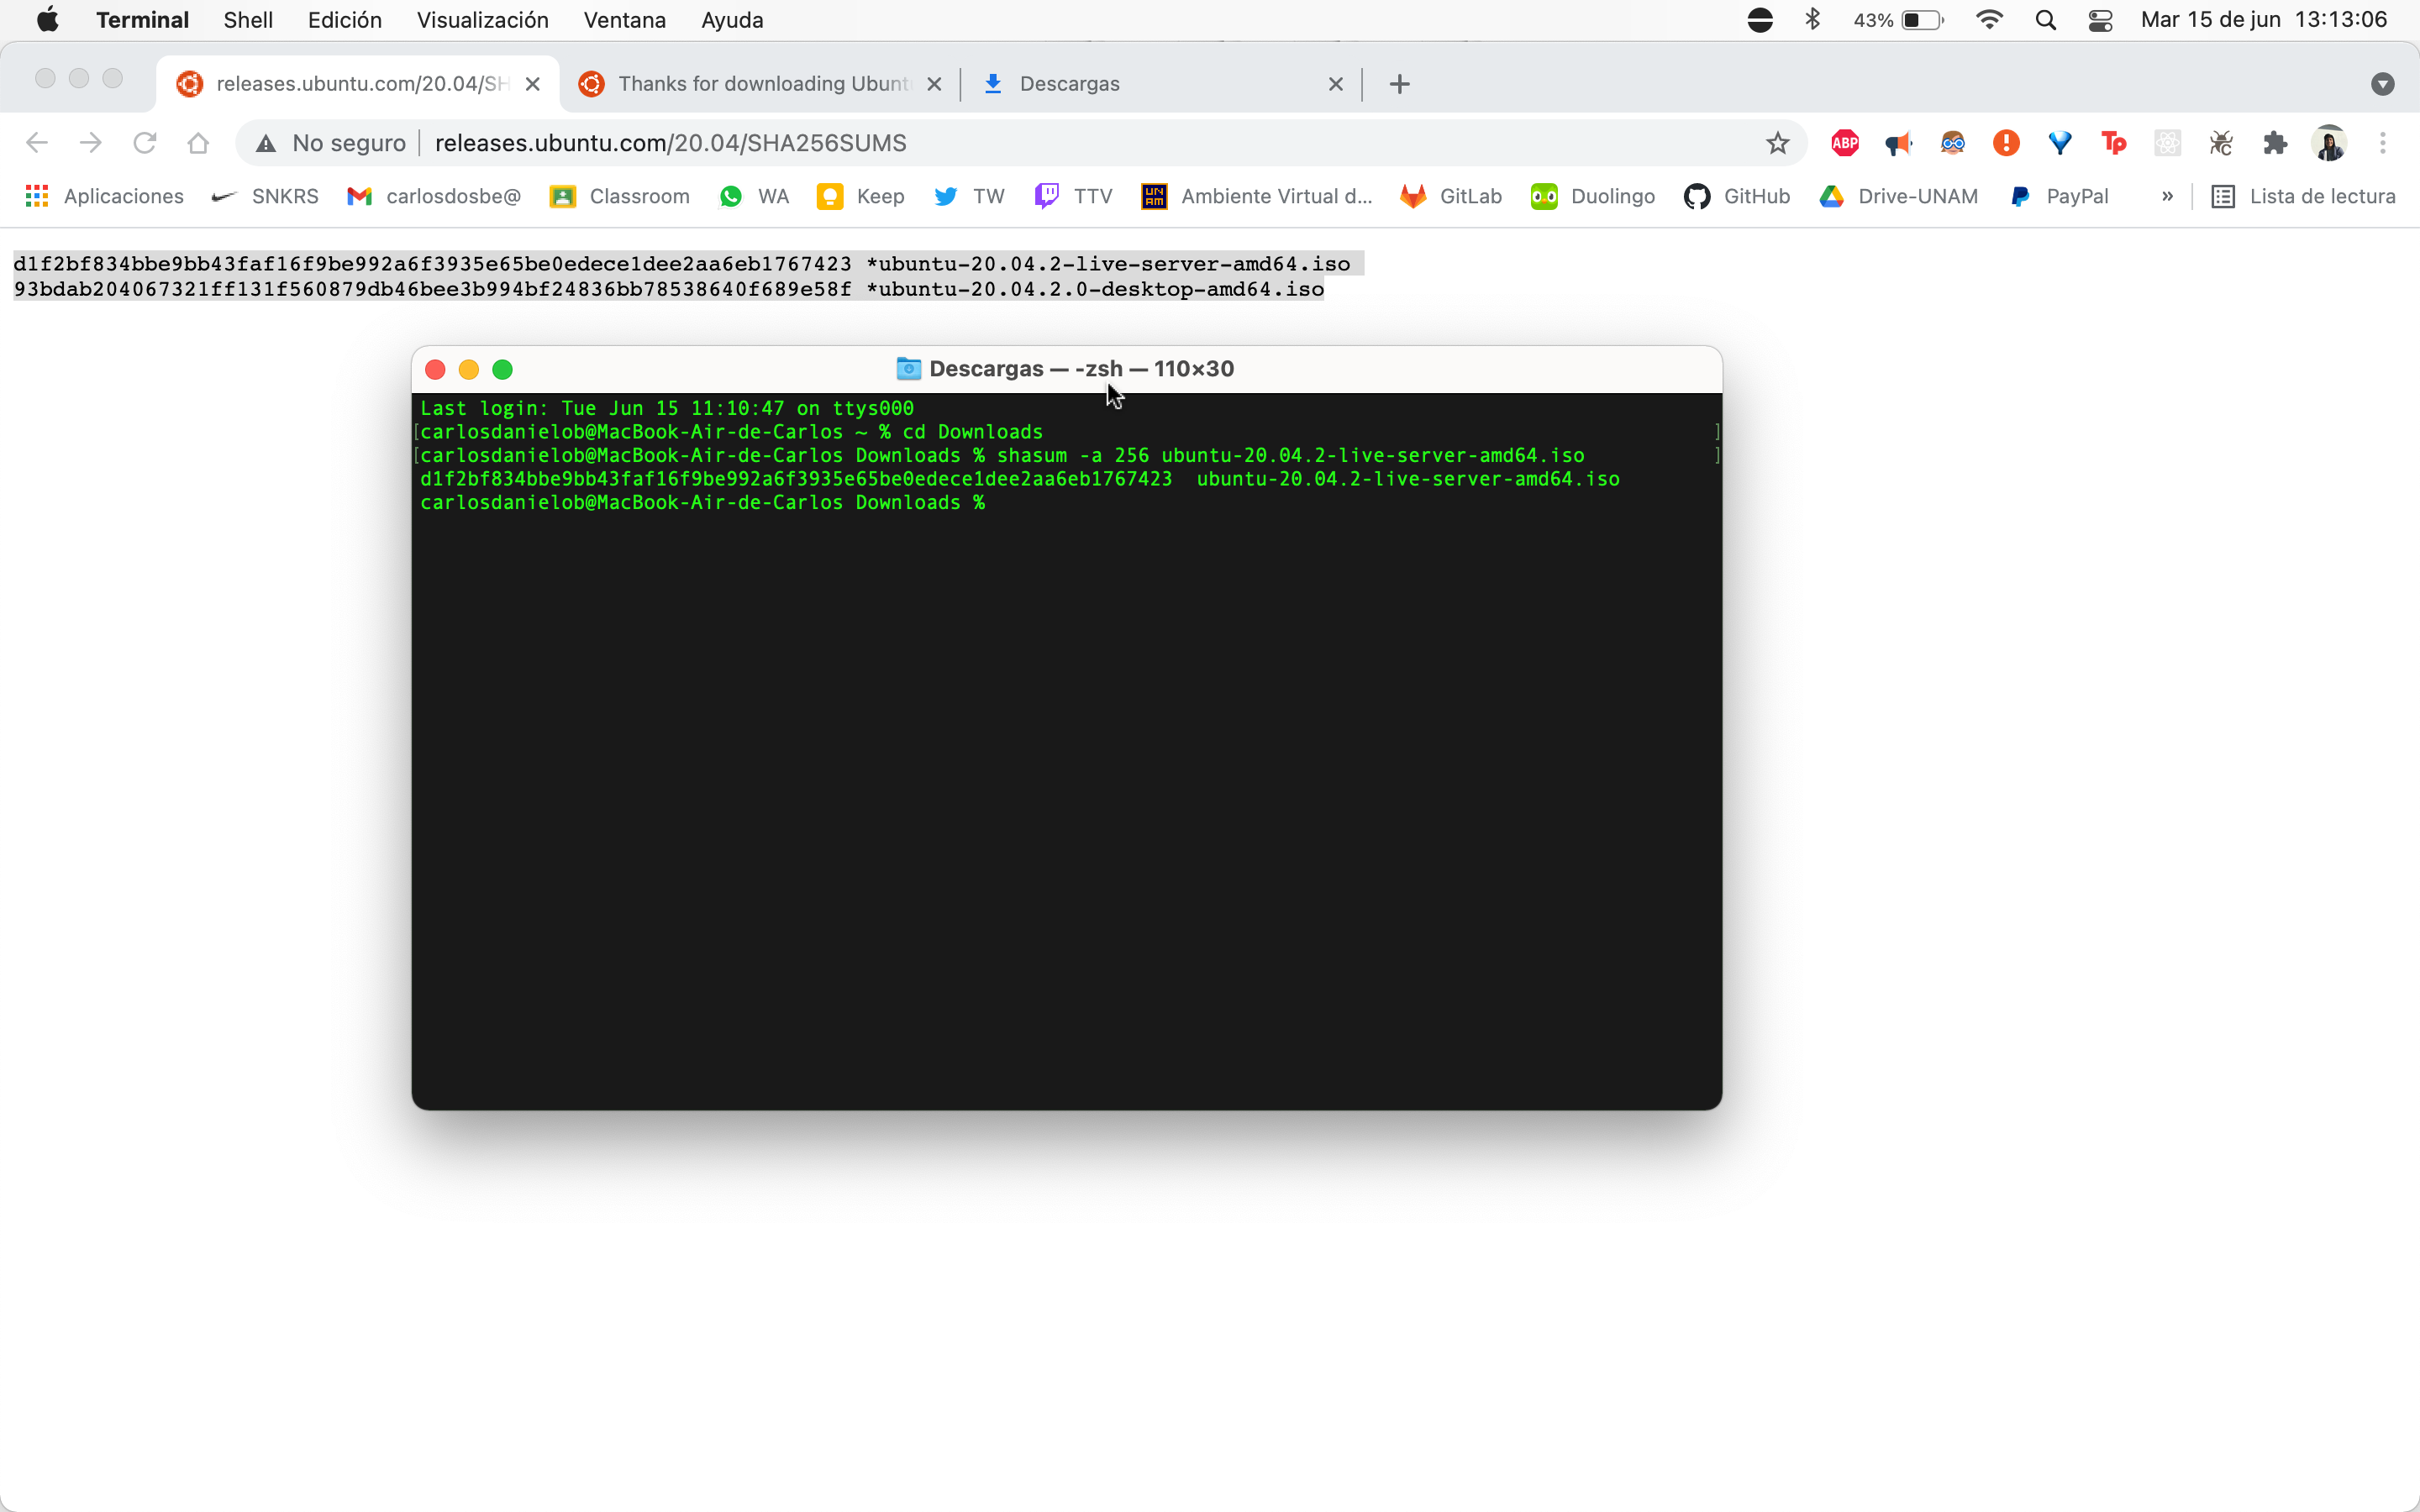 Terminal Shell Edición Visualización Ventana Ayuda 43% Mar 15 de jun 13:13:06
releases.ubuntu.com/20.04/SH Thanks for downloading Ubunt Descargas
No seguro releases.ubuntu.com/20.04/SHA256SUMS ABP Tp
Aplicaciones SNKRS carlosdosbe@ Classroom WA Keep TW TTV UNAM Ambiente Virtual d... GitLab Duolingo GitHub Drive-UNAM PayPal » Lista de lectura
d1f2bf834bbe9bb43faf16f9be992a6f3935e65be0edece1dee2aa6eb1767423 *ubuntu-20.04.2-live-server-amd64.iso
93bdab204067321ff131f560879db46bee3b994bf24836bb78538640f689e58f *ubuntu-20.04.2.0-desktop-amd64.iso
Descargas — -zsh — 110×30
Last login: Tue Jun 15 11:10:47 on ttys000
[carlosdanielob@MacBook-Air-de-Carlos ~ % cd Downloads ]
[carlosdanielob@MacBook-Air-de-Carlos Downloads % shasum -a 256 ubuntu-20.04.2-live-server-amd64.iso ]
d1f2bf834bbe9bb43faf16f9be992a6f3935e65be0edece1dee2aa6eb1767423  ubuntu-20.04.2-live-server-amd64.iso
carlosdanielob@MacBook-Air-de-Carlos Downloads %